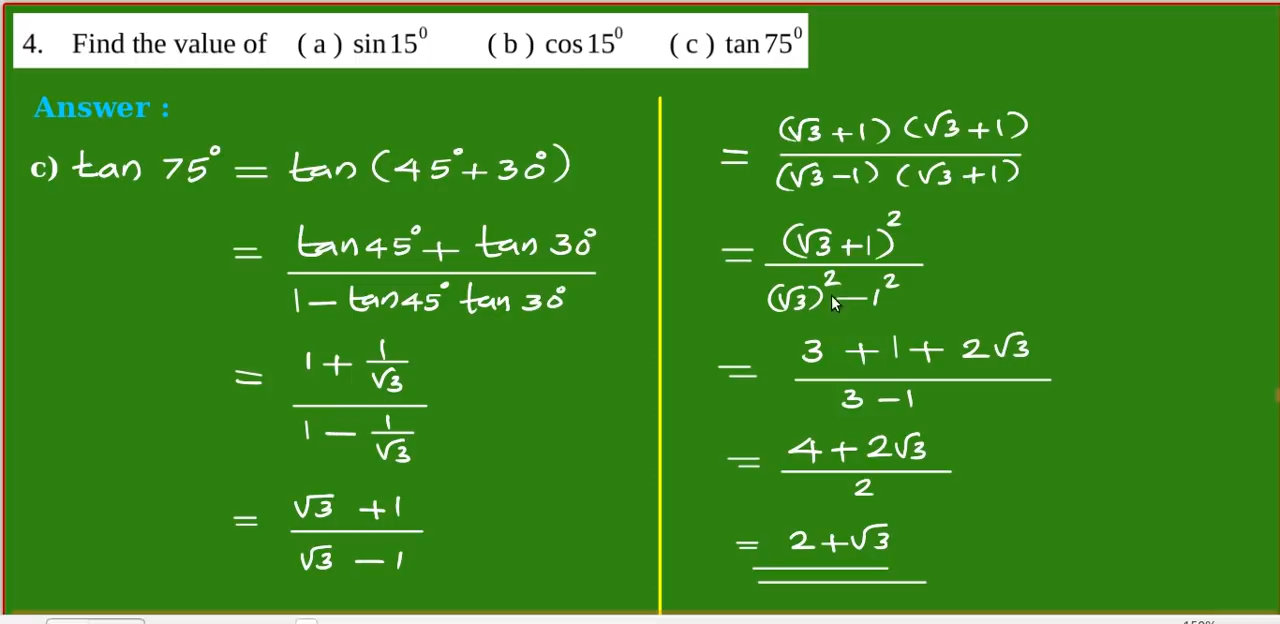 4. Find the value of ( a ) sin 15⁰ ( b ) cos 15⁰ ( c ) tan 75⁰
Answer :
c) tan 75° = tan (45° + 30°)
= (tan 45° + tan 30°) / (1 − tan 45° tan 30°)
= (1 + 1/√3) / (1 − 1/√3)
= (√3 + 1) / (√3 − 1)
= (√3 + 1) (√3 + 1) / (√3 − 1) (√3 + 1)
= (√3 + 1)² / (√3)² − 1²
= (3 + 1 + 2√3) / (3 − 1)
= (4 + 2√3) / 2
= 2 + √3